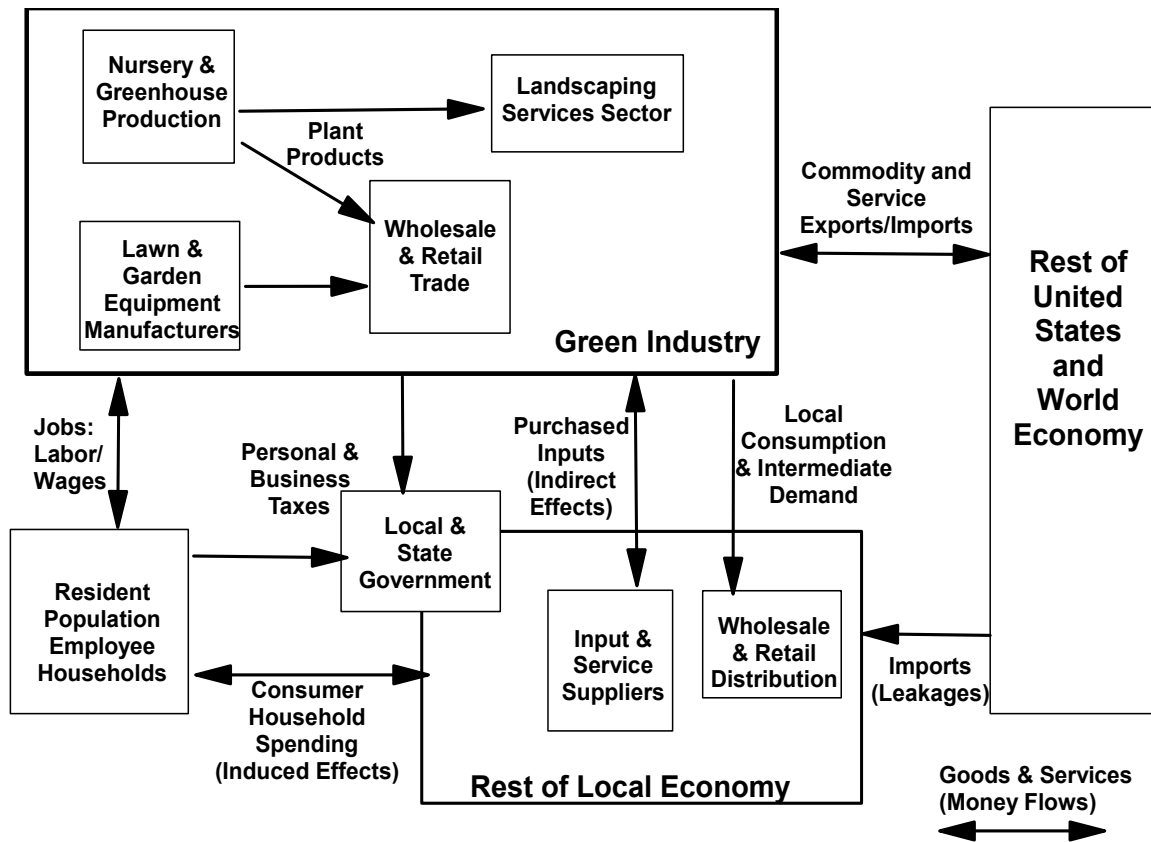 Nursery &
Greenhouse
Production
Landscaping
Services Sector
Plant
Products
Wholesale
& Retail
Trade
Lawn &
Garden
Equipment
Manufacturers
Green Industry
Commodity and
Service
Exports/Imports
Rest of
United
States
and
World
Economy
Jobs:
Labor/
Wages
Personal &
Business
Taxes
Purchased
Inputs
(Indirect
Effects)
Local
Consumption
& Intermediate
Demand
Local &
State
Government
Resident
Population
Employee
Households
Input &
Service
Suppliers
Wholesale
& Retail
Distribution
Imports
(Leakages)
Consumer
Household
Spending
(Induced Effects)
Rest of Local Economy
Goods & Services
(Money Flows)